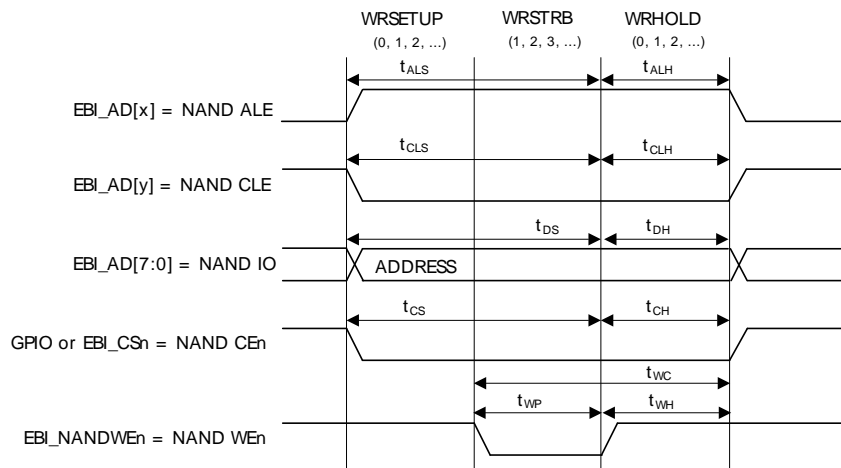 WRSETUP WRSTRB WRHOLD
(0, 1, 2, ...) (1, 2, 3, ...) (0, 1, 2, ...)
tALS tALH
EBI_AD[x] = NAND ALE
tCLS tCLH
EBI_AD[y] = NAND CLE
tDS tDH
EBI_AD[7:0] = NAND IO ADDRESS
tCS tCH
GPIO or EBI_CSn = NAND CEn
tWC
tWP tWH
EBI_NANDWEn = NAND WEn